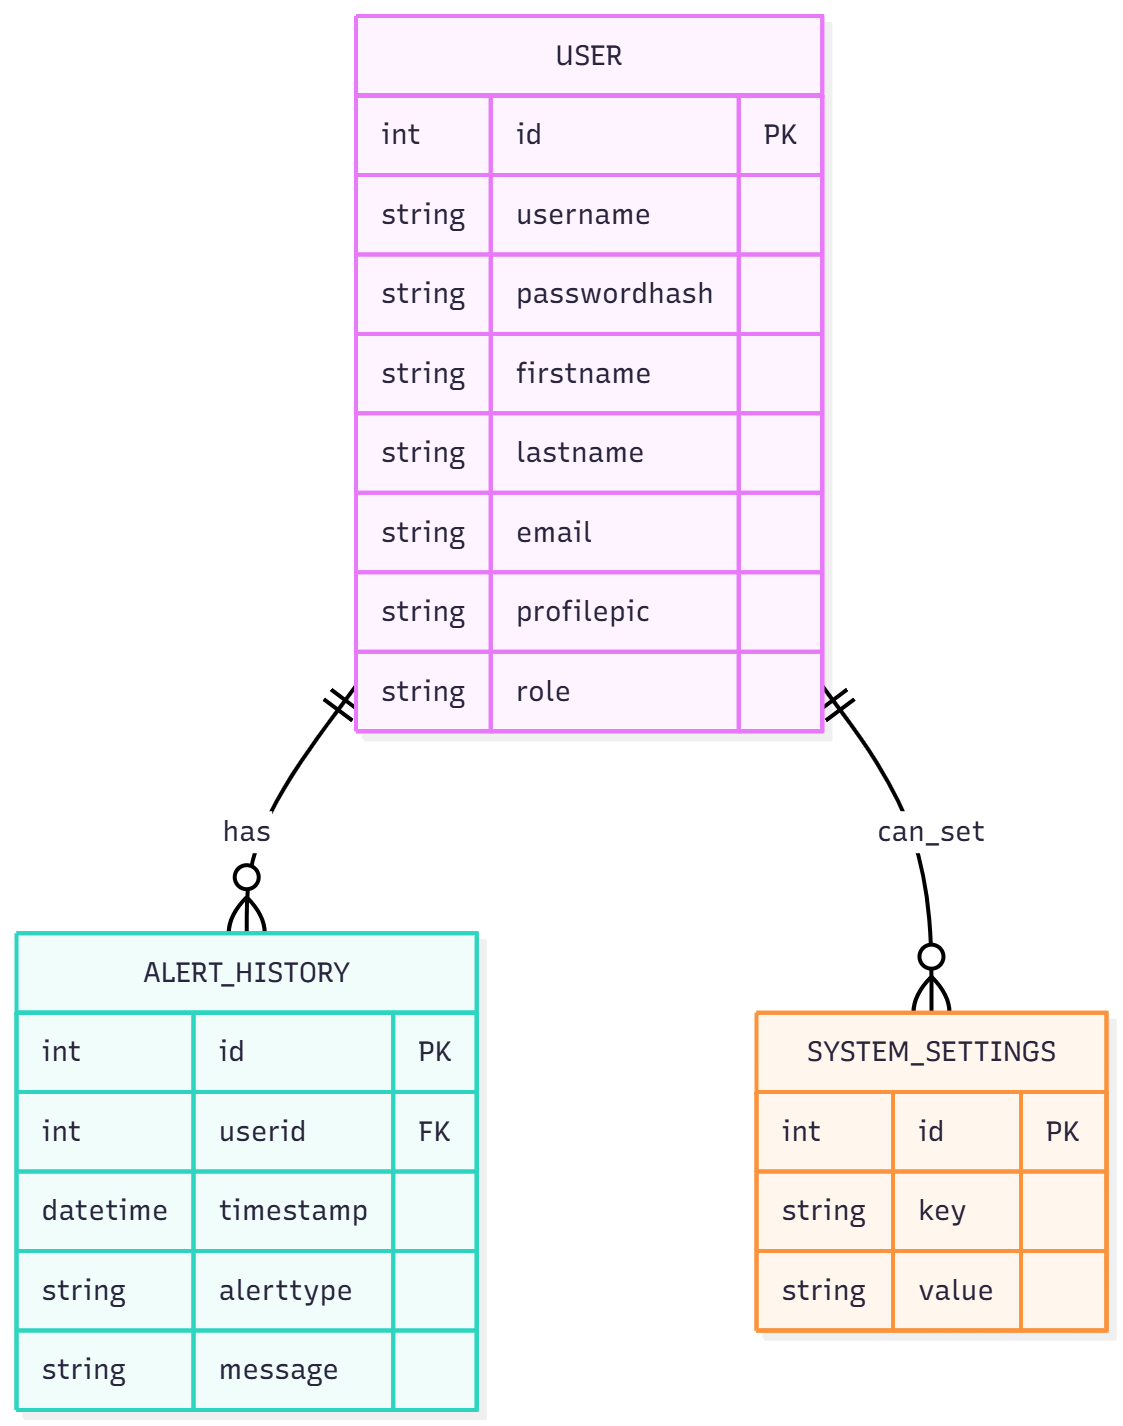 USER
int id PK
string username
string passwordhash
string firstname
string lastname
string email
string profilepic
string role
has
can_set
ALERT_HISTORY
int id PK
int userid FK
datetime timestamp
string alerttype
string message
SYSTEM_SETTINGS
int id PK
string key
string value